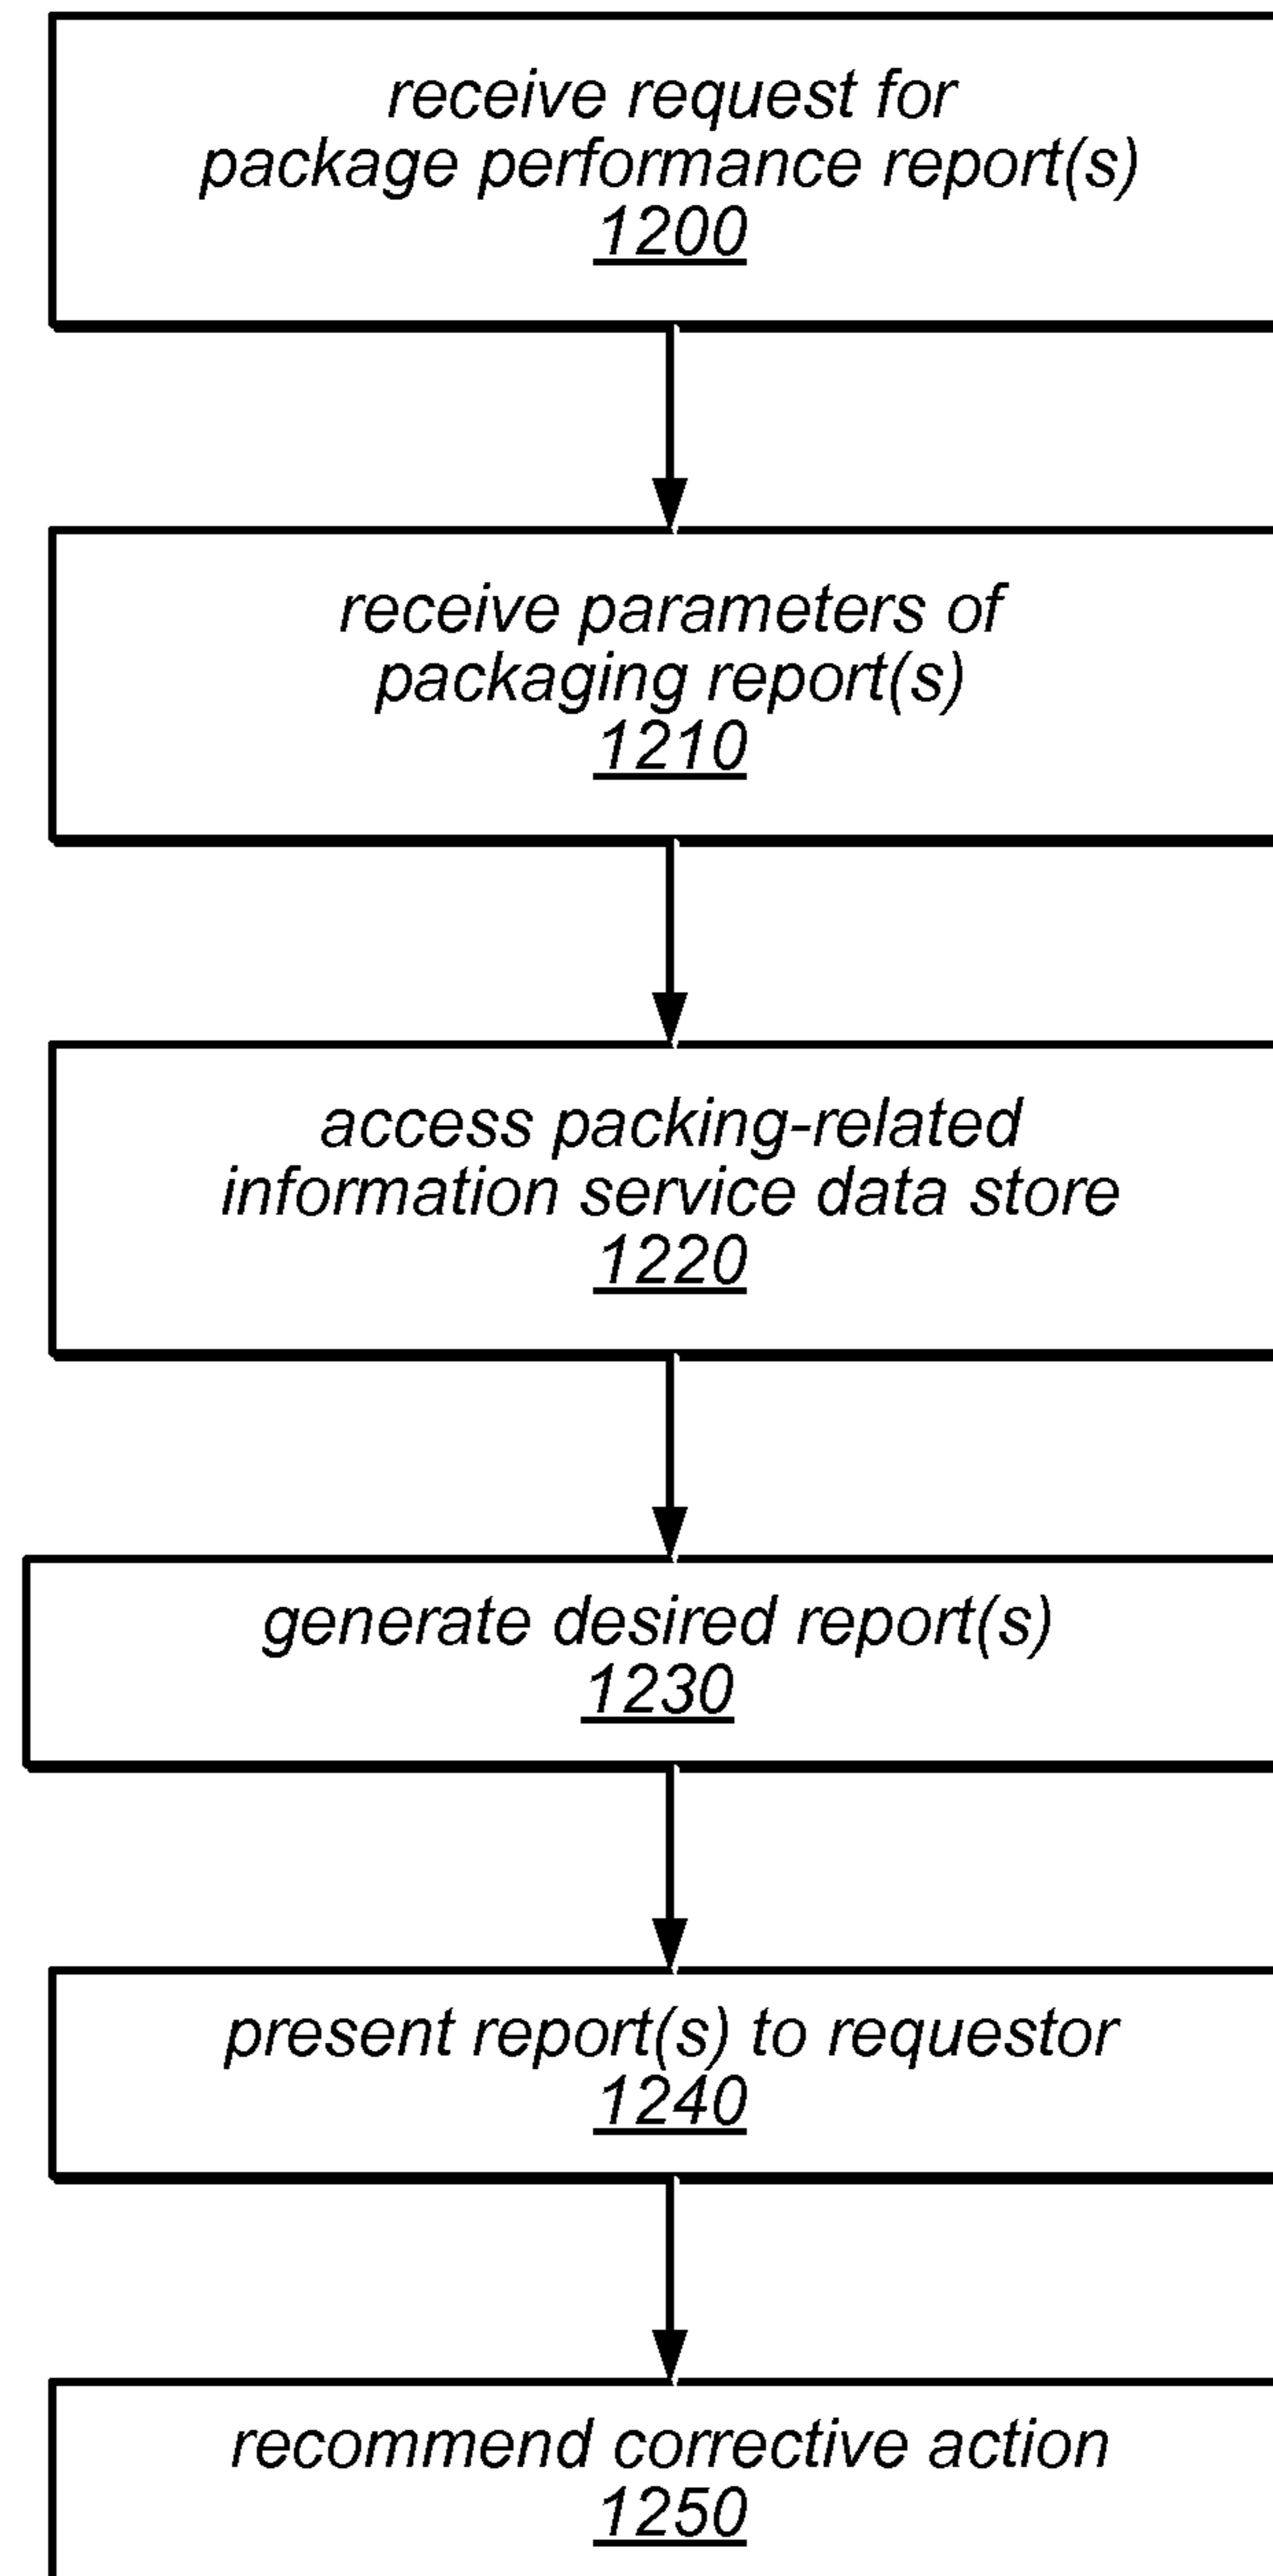 receive request for
package performance report(s)
1200
receive parameters of
packaging report(s)
1210
access packing-related
information service data store
1220
generate desired report(s)
1230
present report(s) to requestor
1240
recommend corrective action
1250